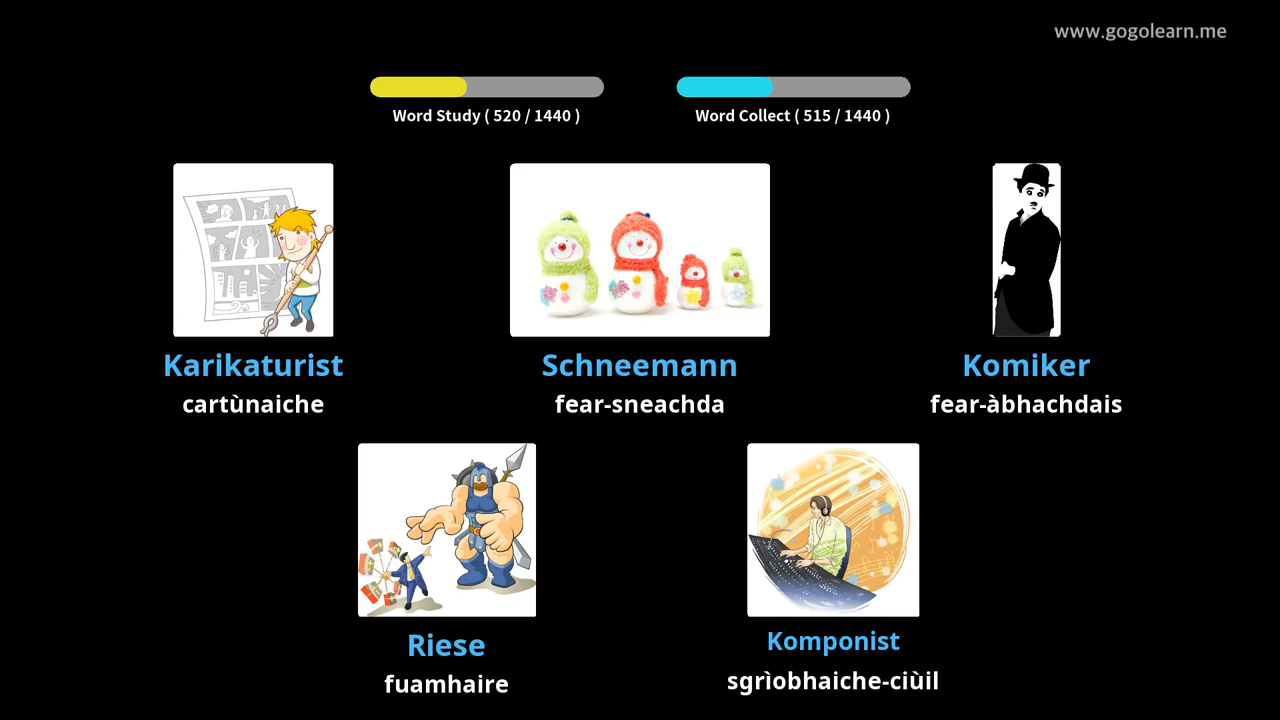 www.gogolearn.me
Word Study ( 520 / 1440 )
Word Collect ( 515 / 1440 )
Karikaturist
cartùnaiche
Schneemann
fear-sneachda
Komiker
fear-àbhachdais
Riese
fuamhaire
Komponist
sgrìobhaiche-ciùil